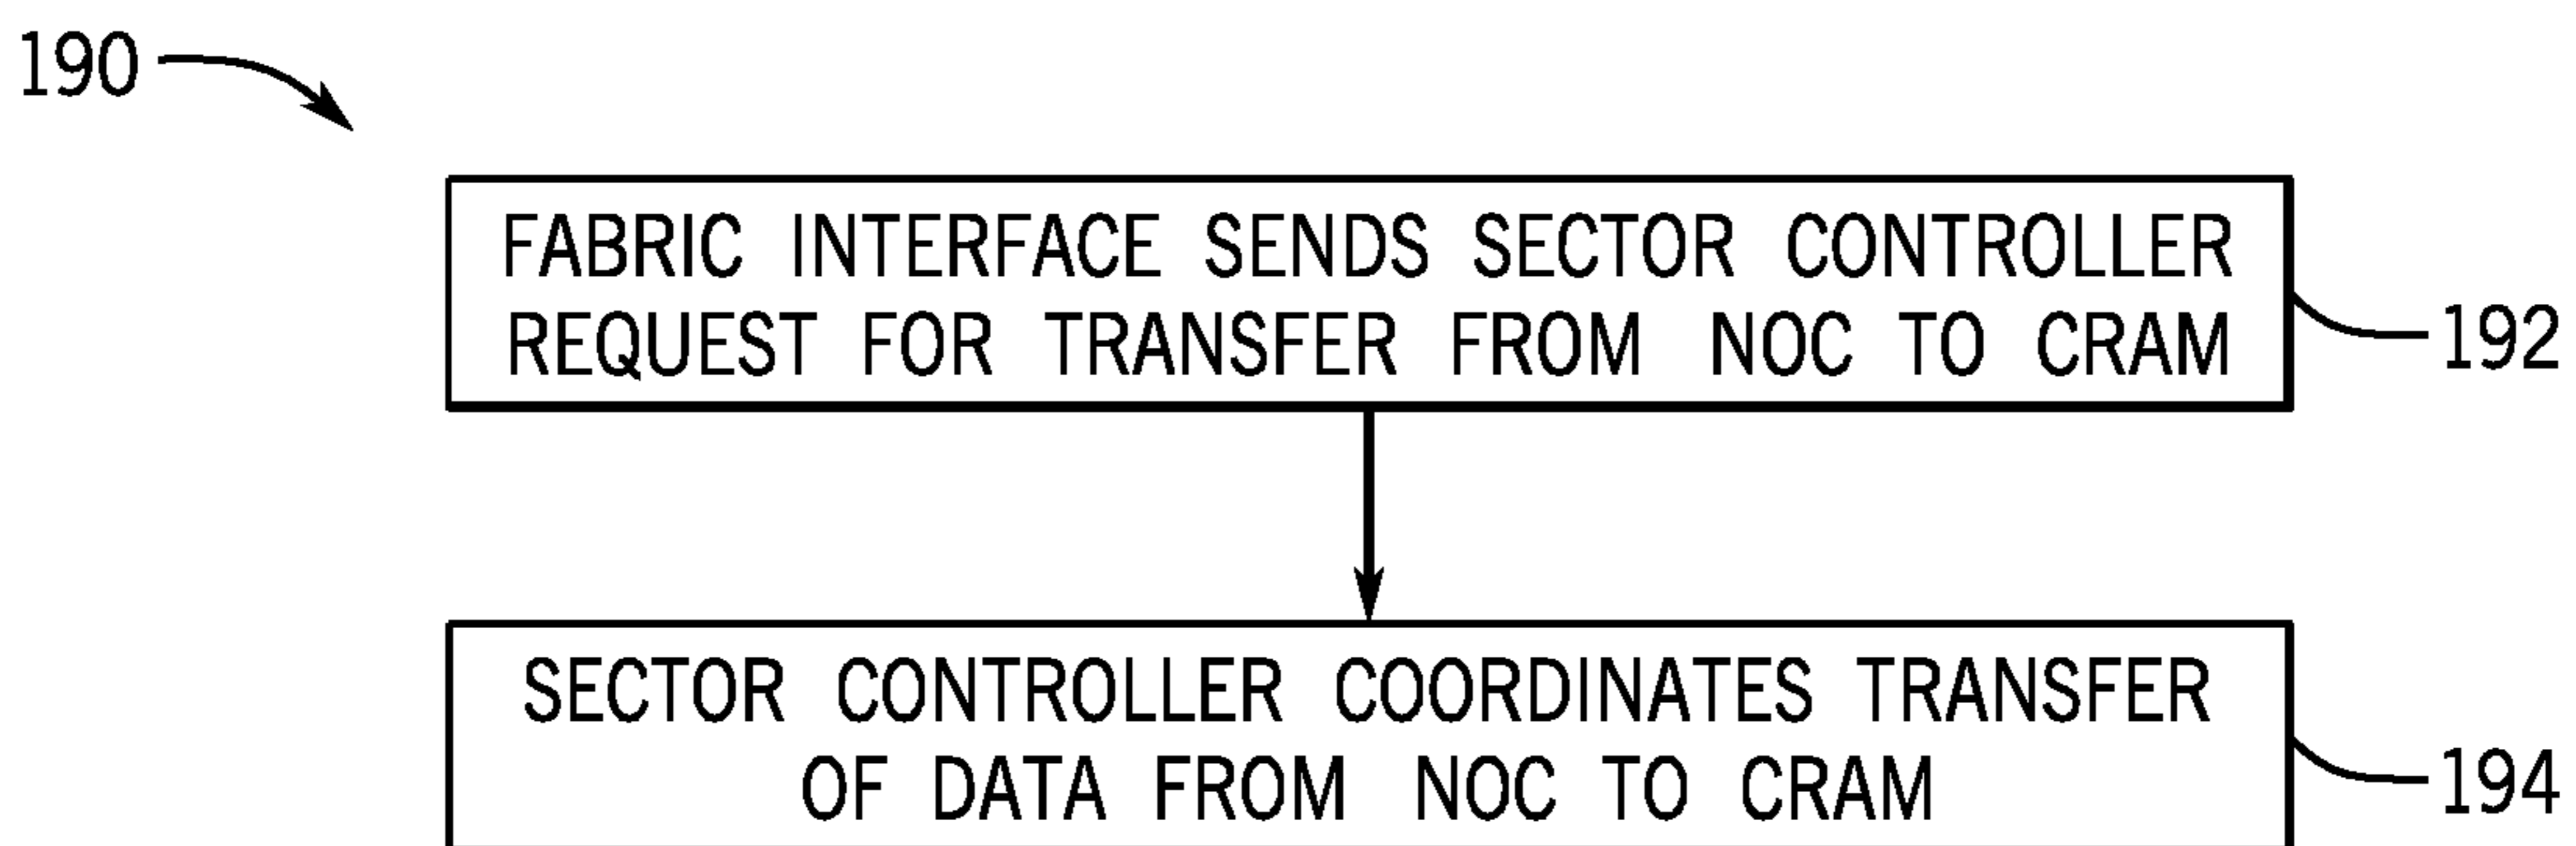 190
FABRIC INTERFACE SENDS SECTOR CONTROLLER
REQUEST FOR TRANSFER FROM NOC TO CRAM
192
SECTOR CONTROLLER COORDINATES TRANSFER
OF DATA FROM NOC TO CRAM
194